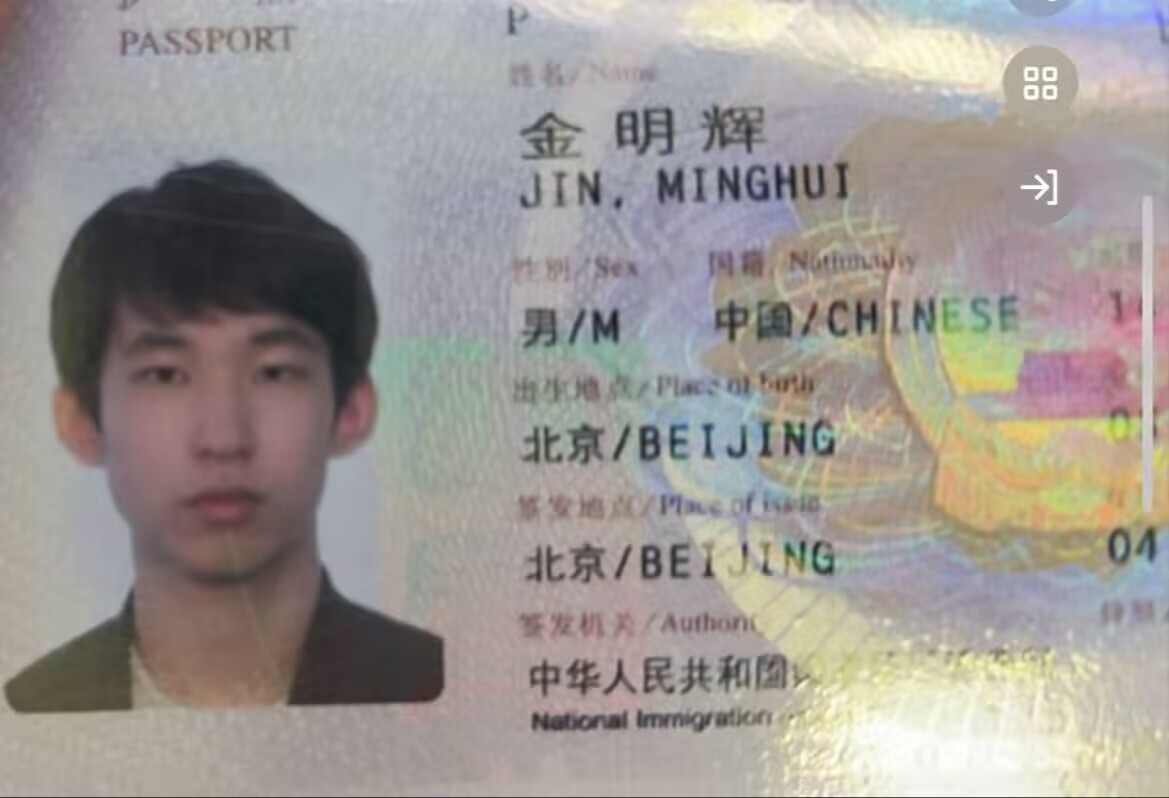 PASSPORT
P
姓名/Name
金明辉
JIN, MINGHUI
性别/Sex 国籍/Nationality
男/M 中国/CHINESE
出生地点/Place of birth
北京/BEIJING
签发地点/Place of issue
北京/BEIJING 04
签发机关/Authority
中华人民共和国
National Immigration